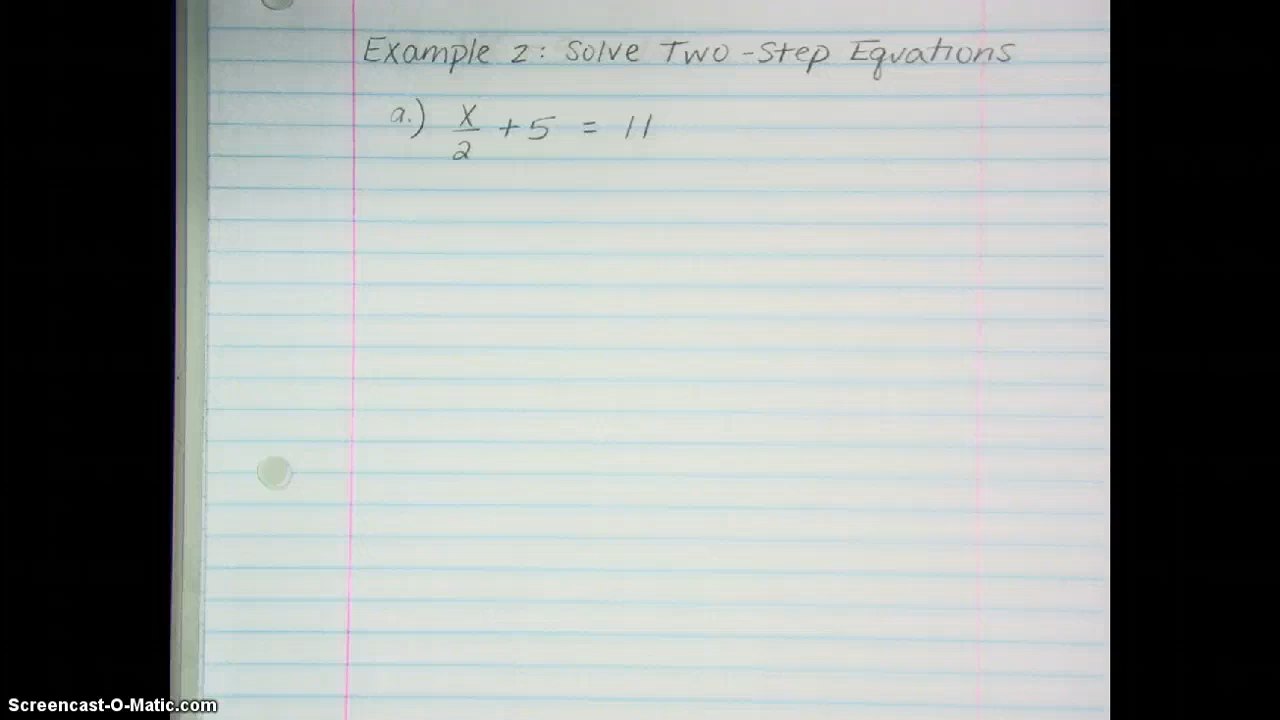 Example 2: Solve Two-Step Equations
a.) x/2 + 5 = 11
Screencast-O-Matic.com